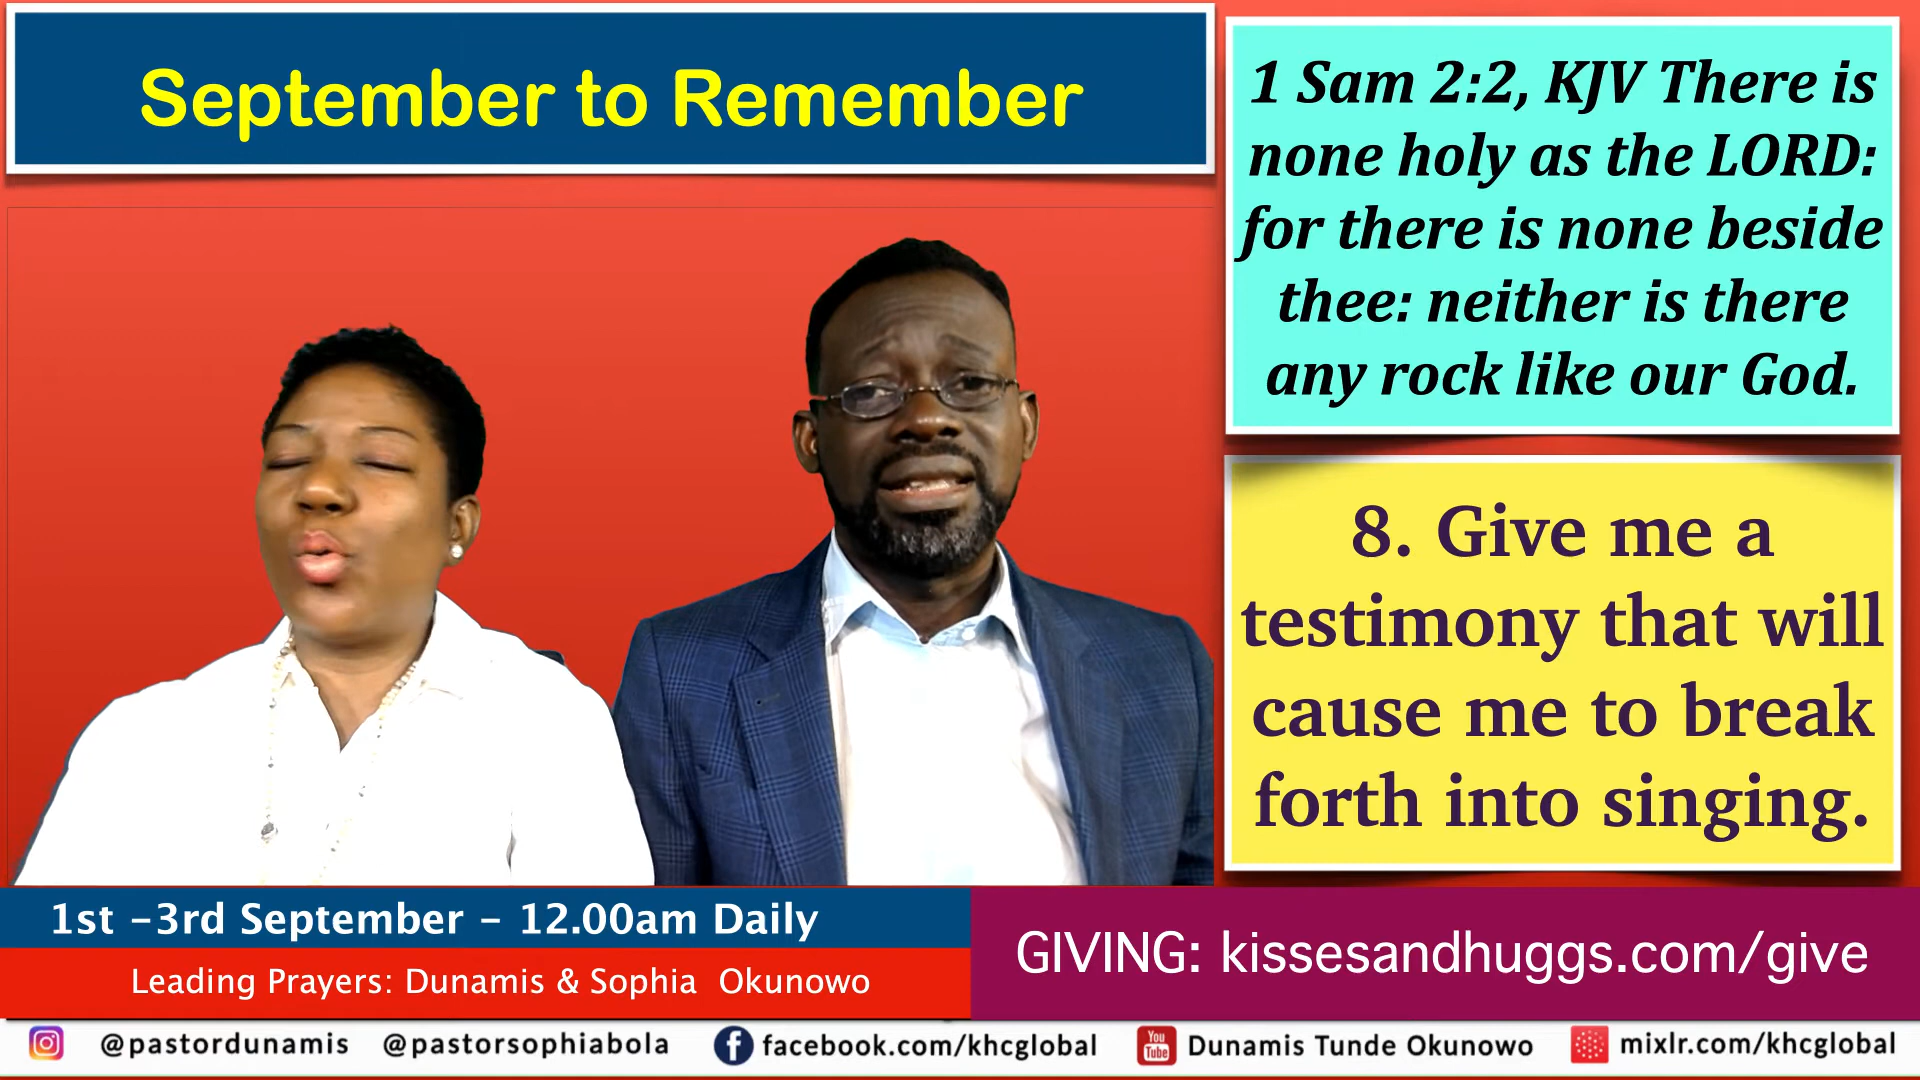 September to Remember
1 Sam 2:2, KJV There is
none holy as the LORD:
for there is none beside
thee: neither is there
any rock like our God.
8. Give me a
testimony that will
cause me to break
forth into singing.
1st -3rd September - 12.00am Daily
Leading Prayers: Dunamis & Sophia Okunowo
GIVING: kissesandhuggs.com/give
@pastordunamis @pastorsophiabola facebook.com/khcglobal You Tube Dunamis Tunde Okunowo mixlr.com/khcglobal